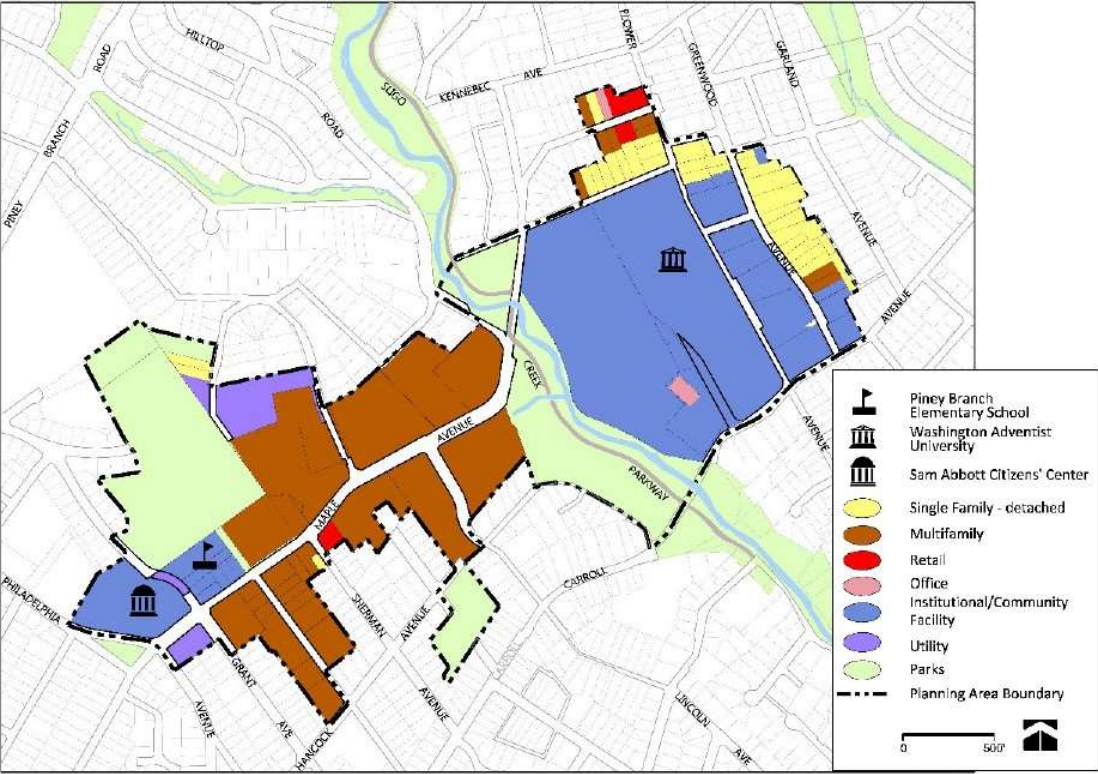 HILLTOP
ROAD
ROAD
BRANCH
PINEY
SLIGO
KENNEBEC AVE
FLOWER
GREENWOOD
GARLAND
AVENUE
AVENUE
AVENUE
AVENUE
CREEK
PARKWAY
AVENUE
MAPLE
PHILADELPHIA
SHERMAN
AVENUE
CARROLL
GRANT
AVE
AVENUE
HANCOCK
AVENUE
LINCOLN
AVE
Piney Branch
Elementary School
Washington Adventist
University
Sam Abbott Citizens' Center
Single Family - detached
Multifamily
Retail
Office
Institutional/Community
Facility
Utility
Parks
Planning Area Boundary
0 500'